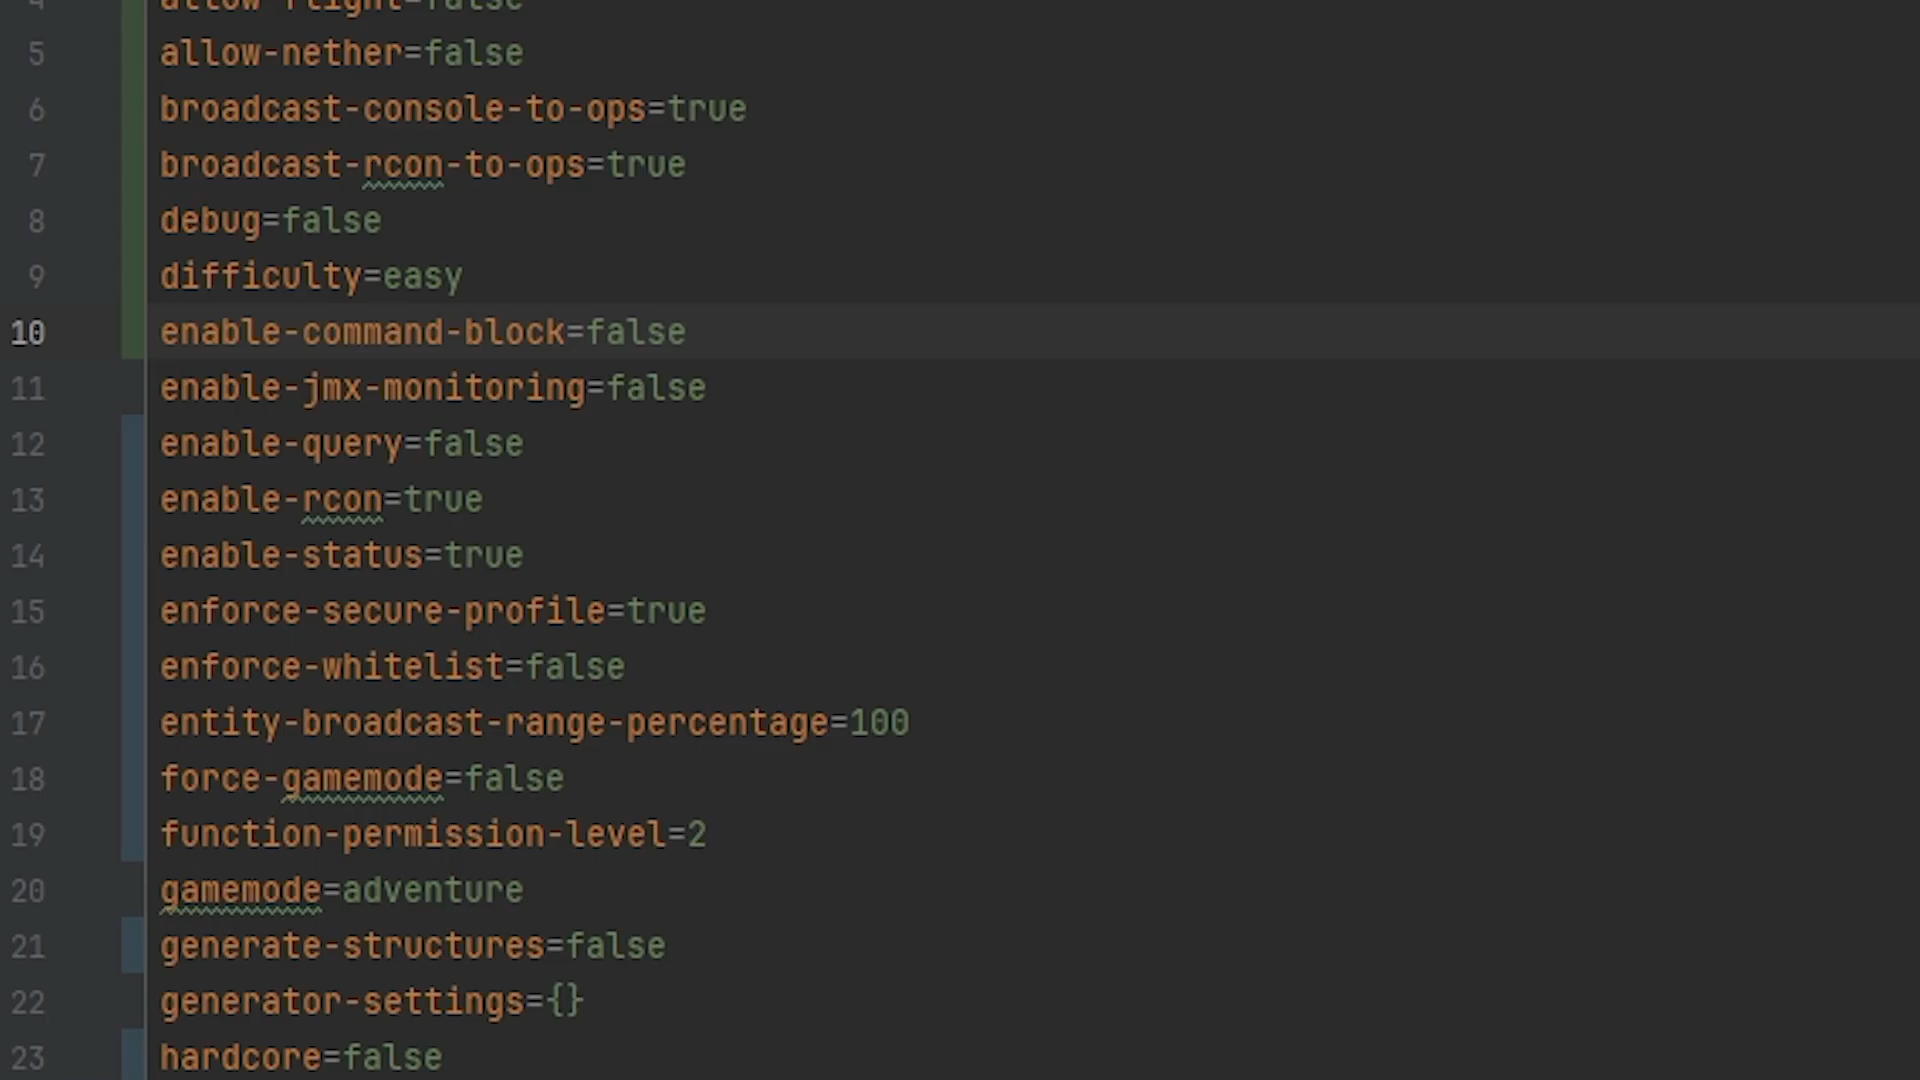 4 allow-flight=false
5 allow-nether=false
6 broadcast-console-to-ops=true
7 broadcast-rcon-to-ops=true
8 debug=false
9 difficulty=easy
10 enable-command-block=false
11 enable-jmx-monitoring=false
12 enable-query=false
13 enable-rcon=true
14 enable-status=true
15 enforce-secure-profile=true
16 enforce-whitelist=false
17 entity-broadcast-range-percentage=100
18 force-gamemode=false
19 function-permission-level=2
20 gamemode=adventure
21 generate-structures=false
22 generator-settings={}
23 hardcore=false